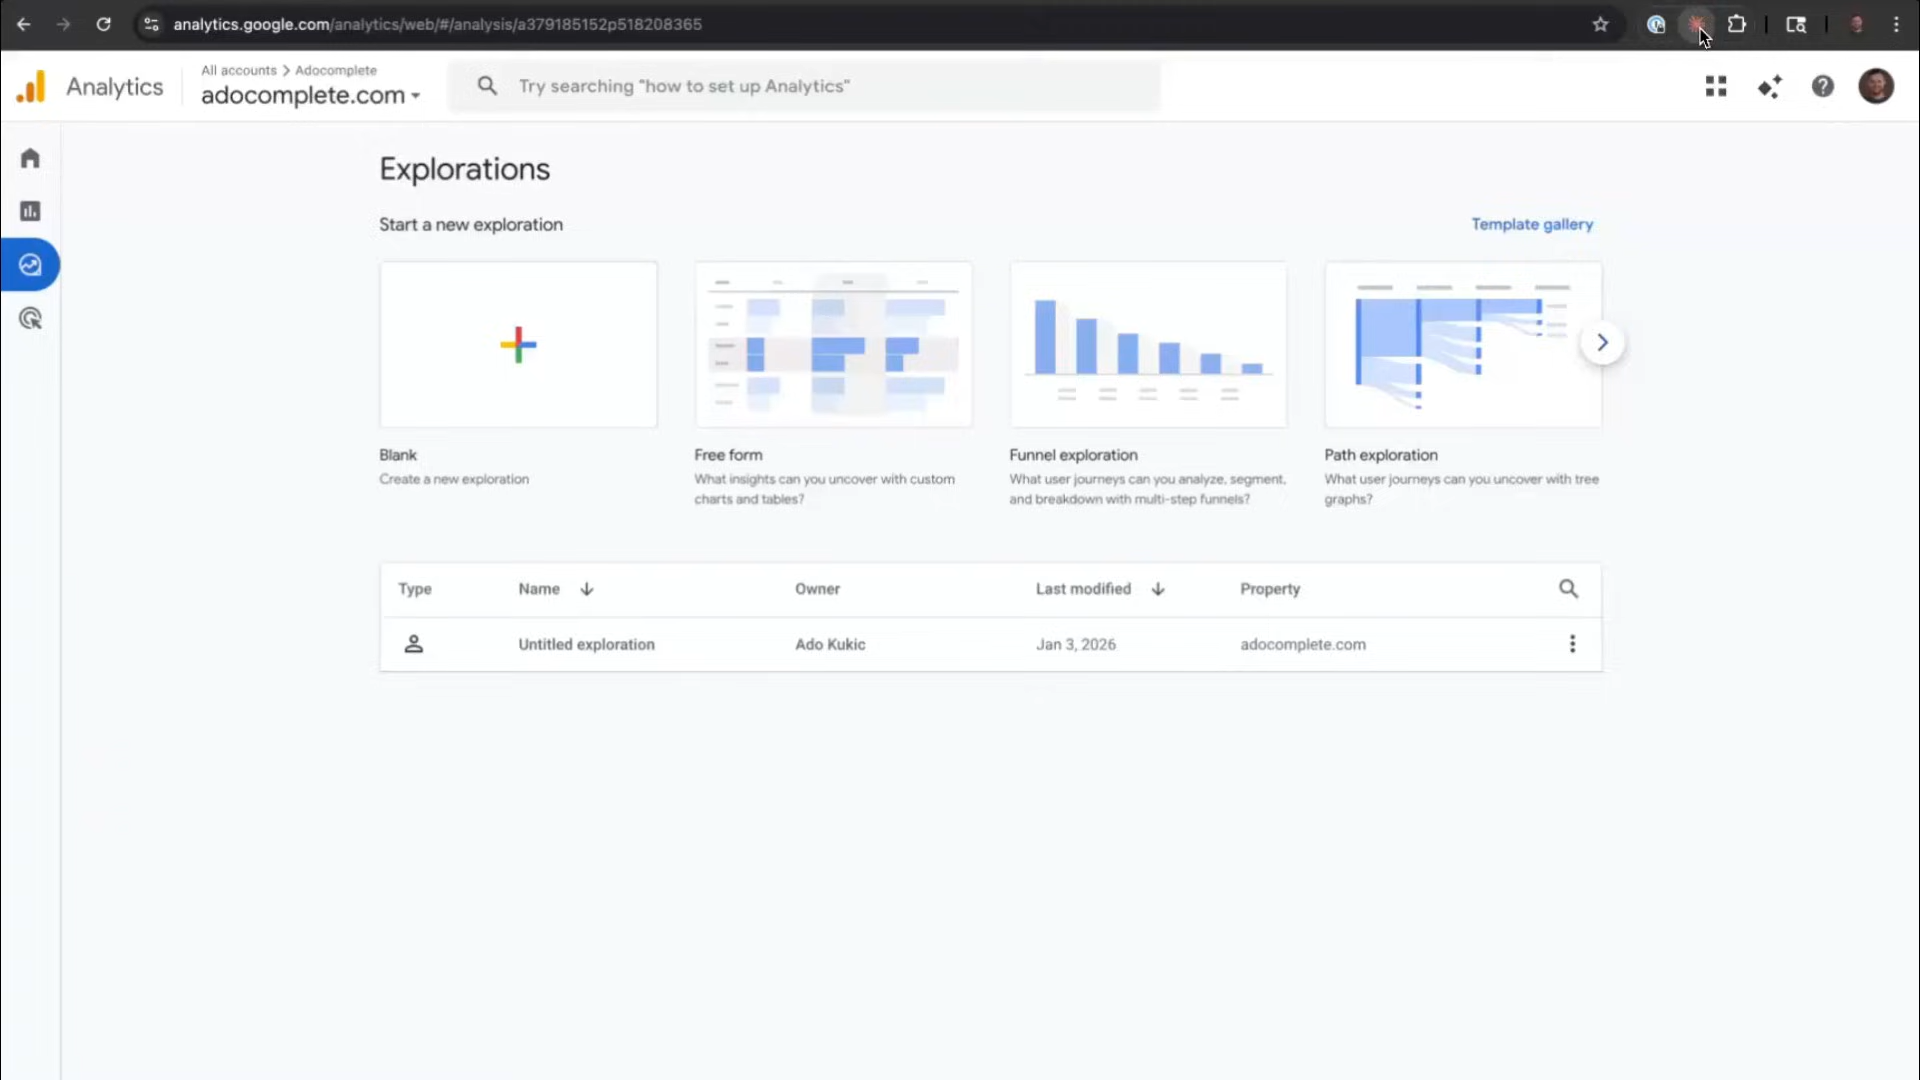 analytics.google.com/analytics/web/#/analysis/a379185152p518208365
Analytics
All accounts > Adocomplete
adocomplete.com
Try searching "how to set up Analytics"
Explorations
Start a new exploration
Template gallery
Blank
Create a new exploration
Free form
What insights can you uncover with custom
charts and tables?
Funnel exploration
What user journeys can you analyze, segment,
and breakdown with multi-step funnels?
Path exploration
What user journeys can you uncover with tree
graphs?
Type Name Owner Last modified Property
Untitled exploration Ado Kukic Jan 3, 2026 adocomplete.com